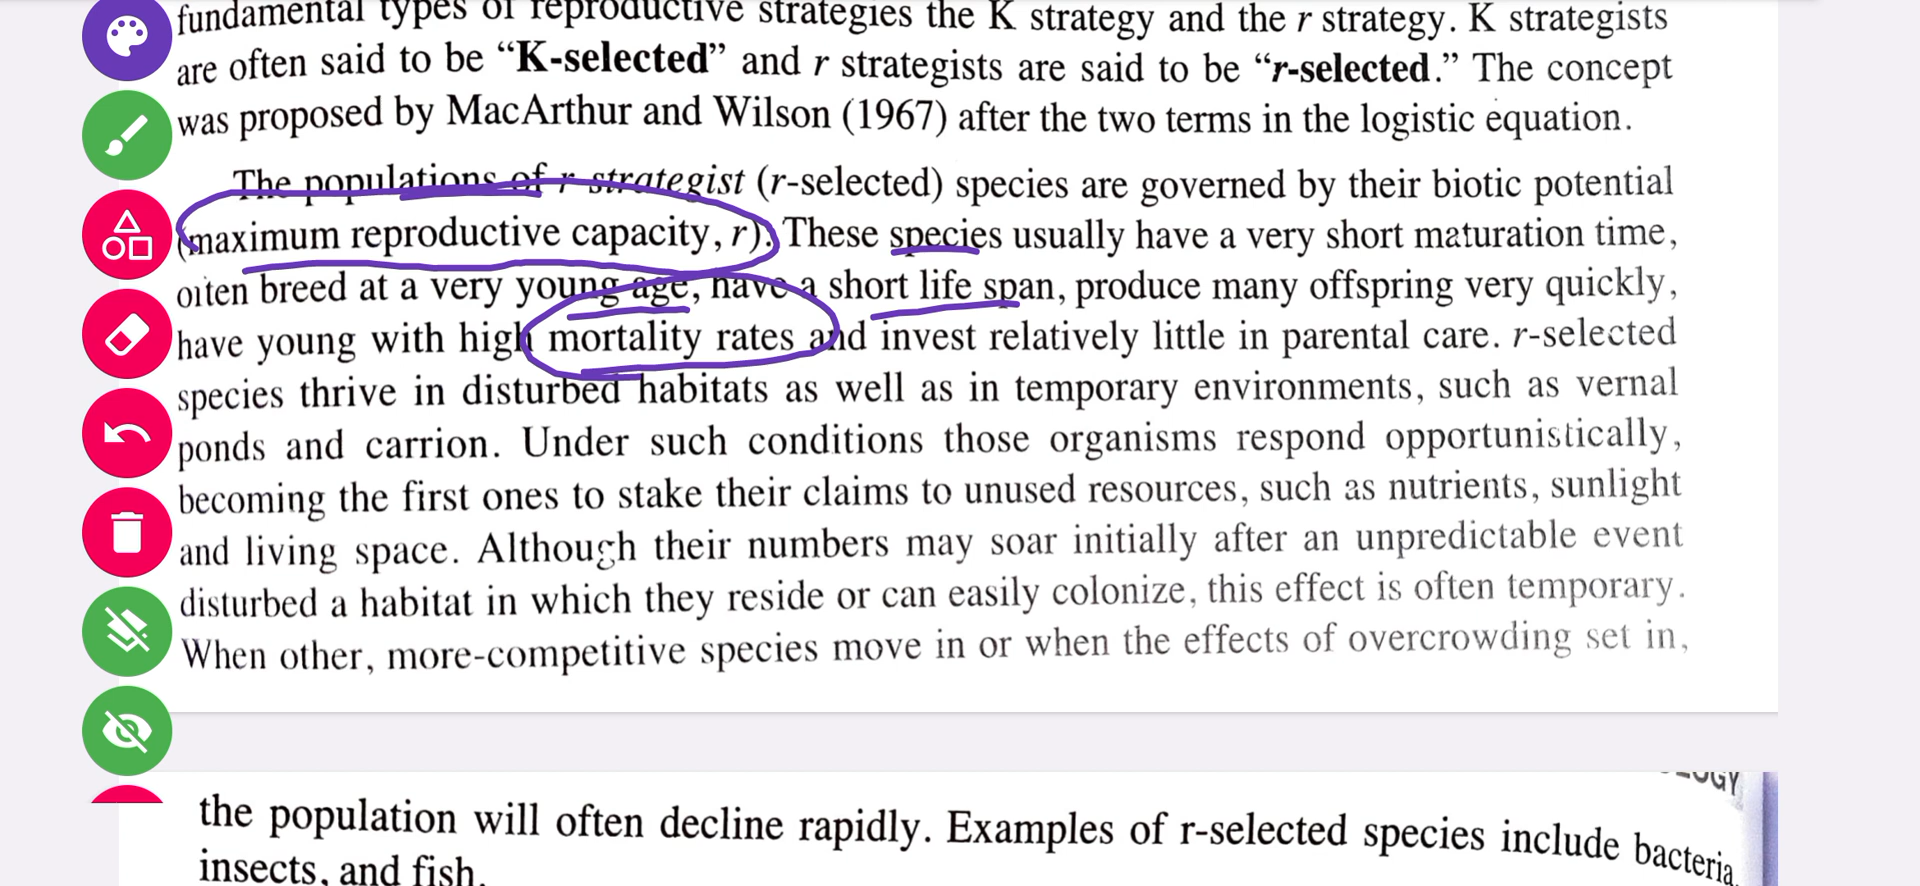 fundamental types of reproductive strategies the K strategy and the r strategy. K strategists
are often said to be “K-selected” and r strategists are said to be “r-selected.” The concept
was proposed by MacArthur and Wilson (1967) after the two terms in the logistic equation.
The populations of r strategist (r-selected) species are governed by their biotic potential
(maximum reproductive capacity, r). These species usually have a very short maturation time,
often breed at a very young age, have a short life span, produce many offspring very quickly,
have young with high mortality rates and invest relatively little in parental care. r-selected
species thrive in disturbed habitats as well as in temporary environments, such as vernal
ponds and carrion. Under such conditions those organisms respond opportunistically,
becoming the first ones to stake their claims to unused resources, such as nutrients, sunlight
and living space. Although their numbers may soar initially after an unpredictable event
disturbed a habitat in which they reside or can easily colonize, this effect is often temporary.
When other, more-competitive species move in or when the effects of overcrowding set in,
the population will often decline rapidly. Examples of r-selected species include bacteria,
insects, and fish.